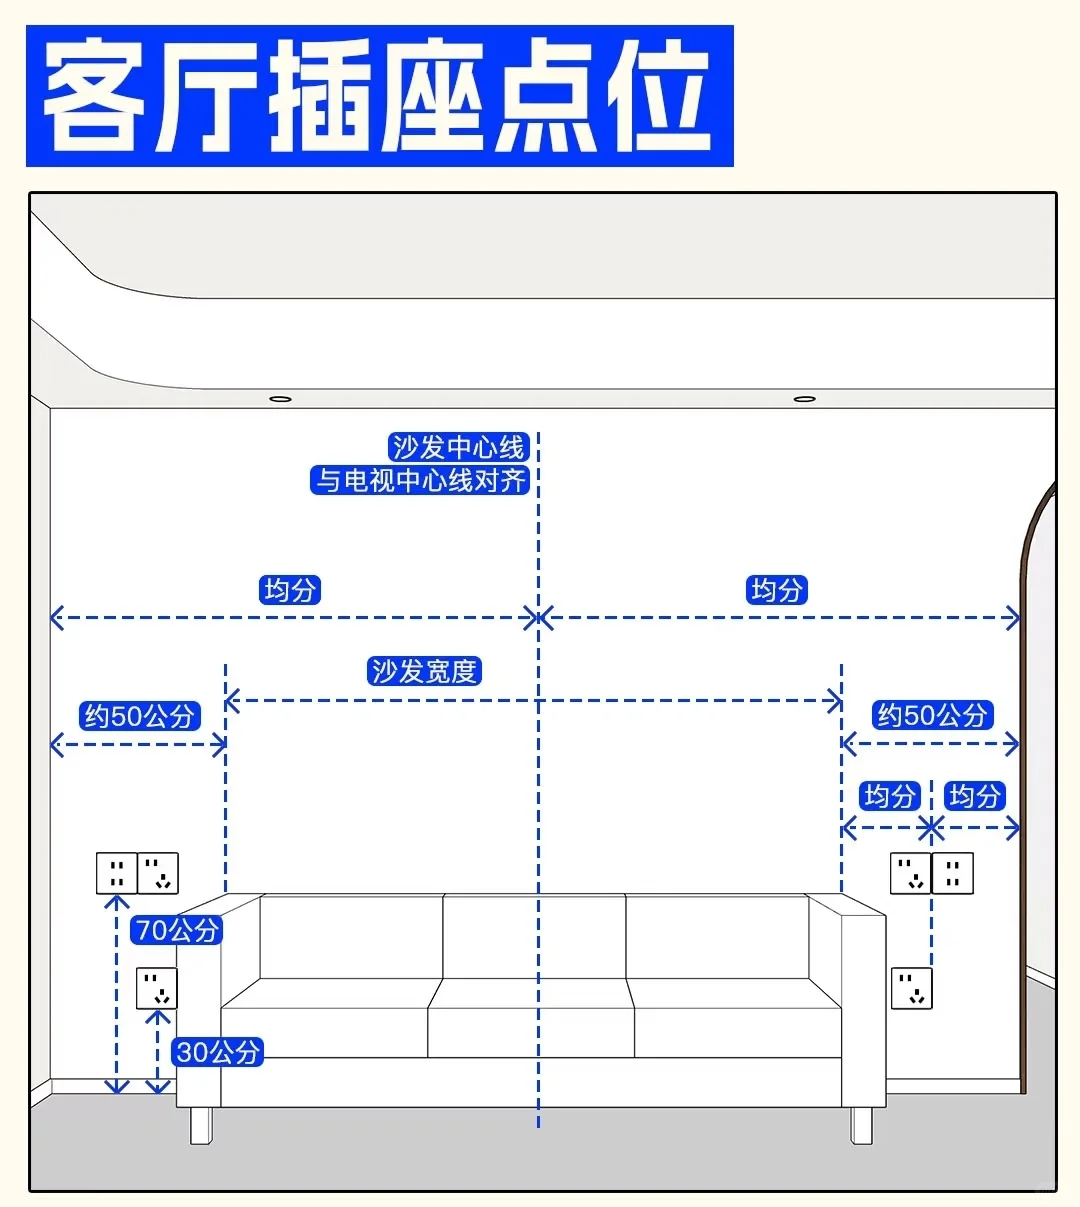 客厅插座点位
沙发中心线
与电视中心线对齐
均分
均分
沙发宽度
约50公分
约50公分
均分
均分
70公分
30公分